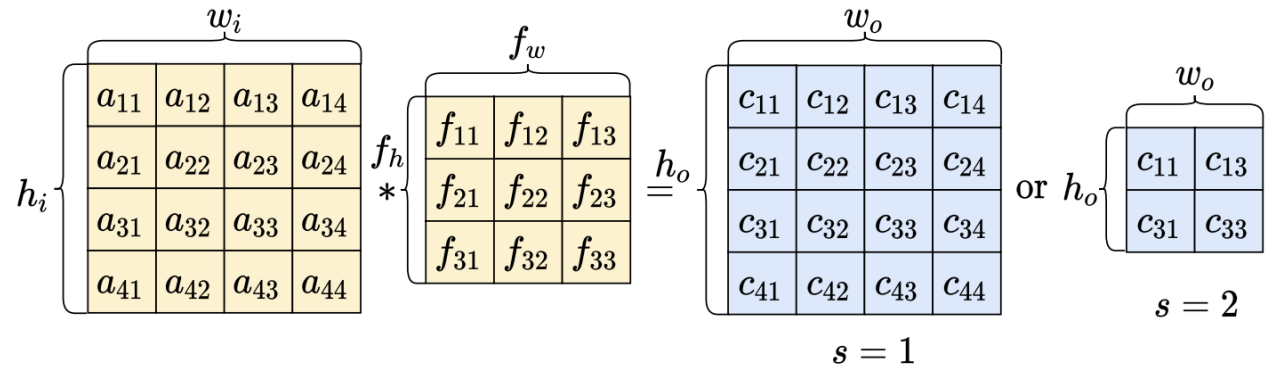 w_i
h_i
a_11 a_12 a_13 a_14
a_21 a_22 a_23 a_24
a_31 a_32 a_33 a_34
a_41 a_42 a_43 a_44
*
f_w
f_h
f_11 f_12 f_13
f_21 f_22 f_23
f_31 f_32 f_33
=
w_o
h_o
c_11 c_12 c_13 c_14
c_21 c_22 c_23 c_24
c_31 c_32 c_33 c_34
c_41 c_42 c_43 c_44
s = 1
or
w_o
h_o
c_11 c_13
c_31 c_33
s = 2